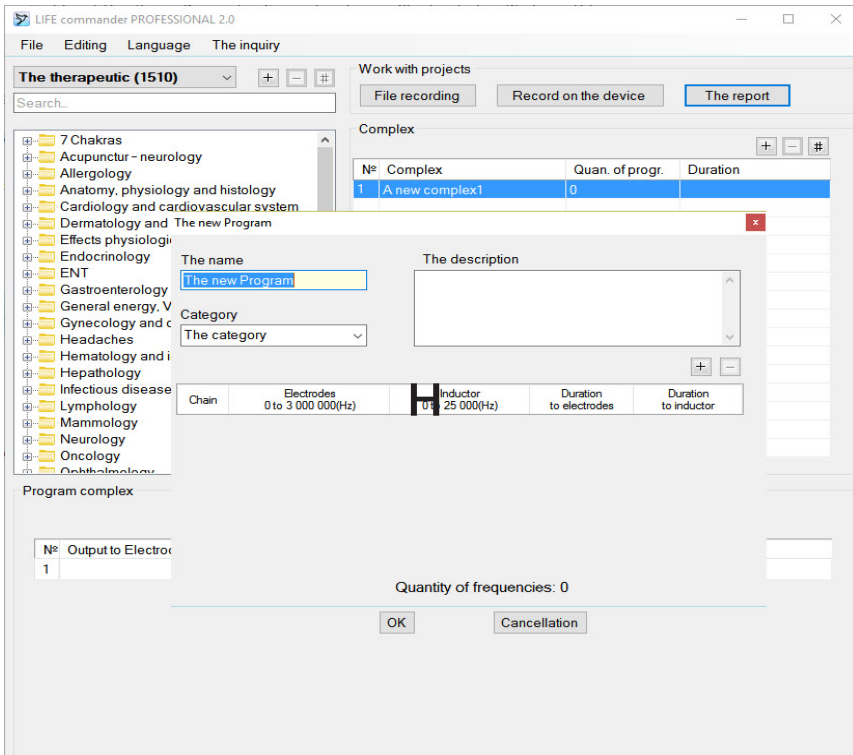 LIFE commander PROFESSIONAL 2.0
File Editing Language The inquiry
The therapeutic (1510)
+ - #
Search..
7 Chakras
Acupunctur - neurology
Allergology
Anatomy, physiology and histology
Cardiology and cardiovascular system
Dermatology and
Effects physiologi
Endocrinology
ENT
Gastroenterology
General energy, V
Gynecology and
Headaches
Hematology and i
Hepathology
Infectious disease
Lymphology
Mammology
Neurology
Oncology
Ophthalmology
Work with projects
File recording Record on the device The report
Complex
+ - #
Nº Complex Quan. of progr. Duration
1 A new complex1 0
The new Program
x
The name
The new Program
The description
Category
The category
+ -
Chain Electrodes Inductor Duration Duration
0 to 3 000 000(Hz) 0 to 25 000(Hz) to electrodes to inductor
H
Quantity of frequencies: 0
OK Cancellation
Program complex
Nº Output to Electrod
1